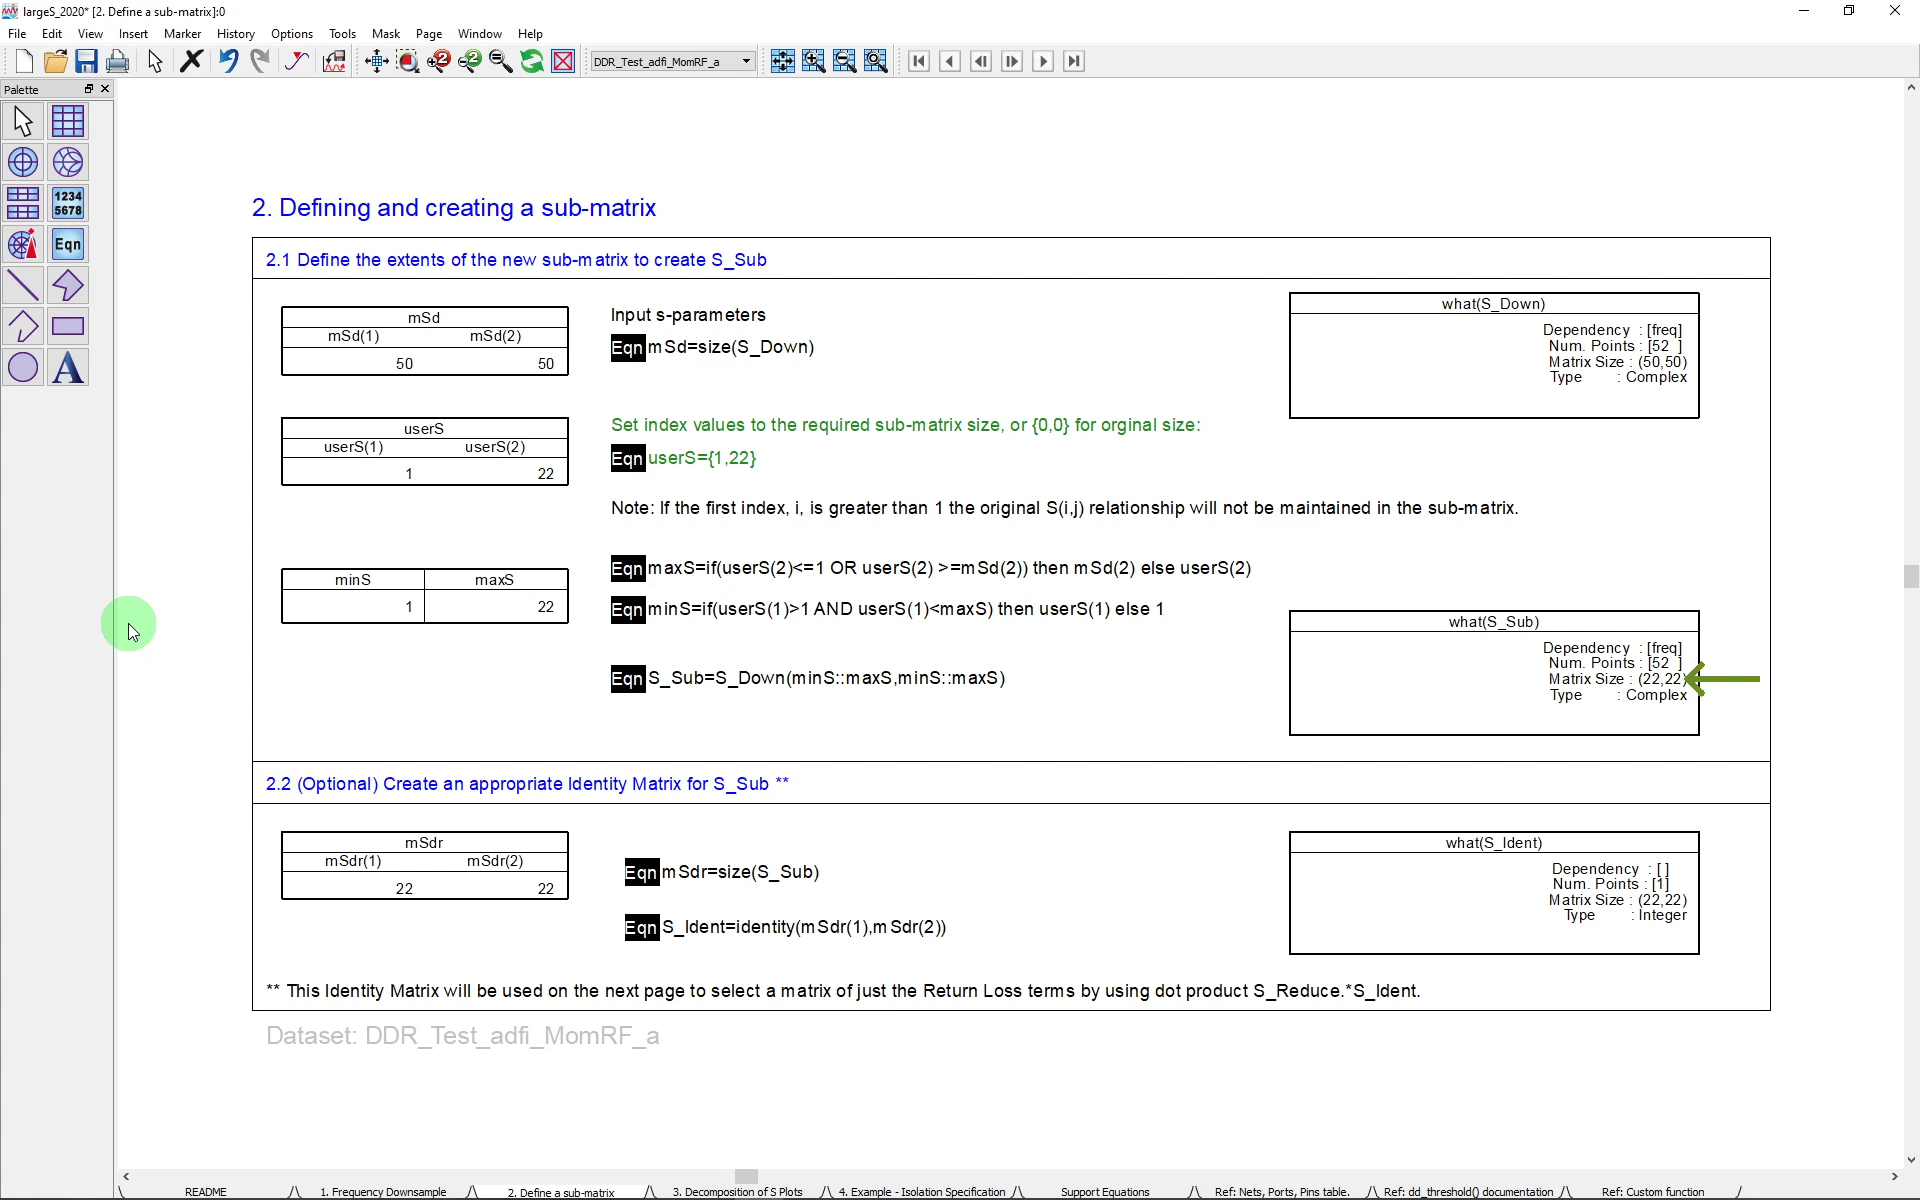 largeS_2020* [2. Define a sub-matrix]:0
File Edit View Insert Marker History Options Tools Mask Page Window Help
DDR_Test_adfi_MomRF_a
Palette
1234
5678
Eqn
2. Defining and creating a sub-matrix
2.1 Define the extents of the new sub-matrix to create S_Sub
mSd
mSd(1) mSd(2)
50 50
Input s-parameters
Eqn mSd=size(S_Down)
what(S_Down)
Dependency : [freq]
Num. Points : [52 ]
Matrix Size : (50,50)
Type : Complex
userS
userS(1) userS(2)
1 22
Set index values to the required sub-matrix size, or {0,0} for orginal size:
Eqn userS={1,22}
Note: If the first index, i, is greater than 1 the original S(i,j) relationship will not be maintained in the sub-matrix.
minS maxS
1 22
Eqn maxS=if(userS(2)<=1 OR userS(2) >=mSd(2)) then mSd(2) else userS(2)
Eqn minS=if(userS(1)>1 AND userS(1)<maxS) then userS(1) else 1
Eqn S_Sub=S_Down(minS::maxS,minS::maxS)
what(S_Sub)
Dependency : [freq]
Num. Points : [52 ]
Matrix Size : (22,22)
Type : Complex
2.2 (Optional) Create an appropriate Identity Matrix for S_Sub **
mSdr
mSdr(1) mSdr(2)
22 22
Eqn mSdr=size(S_Sub)
Eqn S_Ident=identity(mSdr(1),mSdr(2))
what(S_Ident)
Dependency : [ ]
Num. Points : [1]
Matrix Size : (22,22)
Type : Integer
** This Identity Matrix will be used on the next page to select a matrix of just the Return Loss terms by using dot product S_Reduce.*S_Ident.
Dataset: DDR_Test_adfi_MomRF_a
README 1. Frequency Downsample 2. Define a sub-matrix 3. Decomposition of S Plots 4. Example - Isolation Specification Support Equations Ref: Nets, Ports, Pins table. Ref: dd_threshold() documentation Ref: Custom function